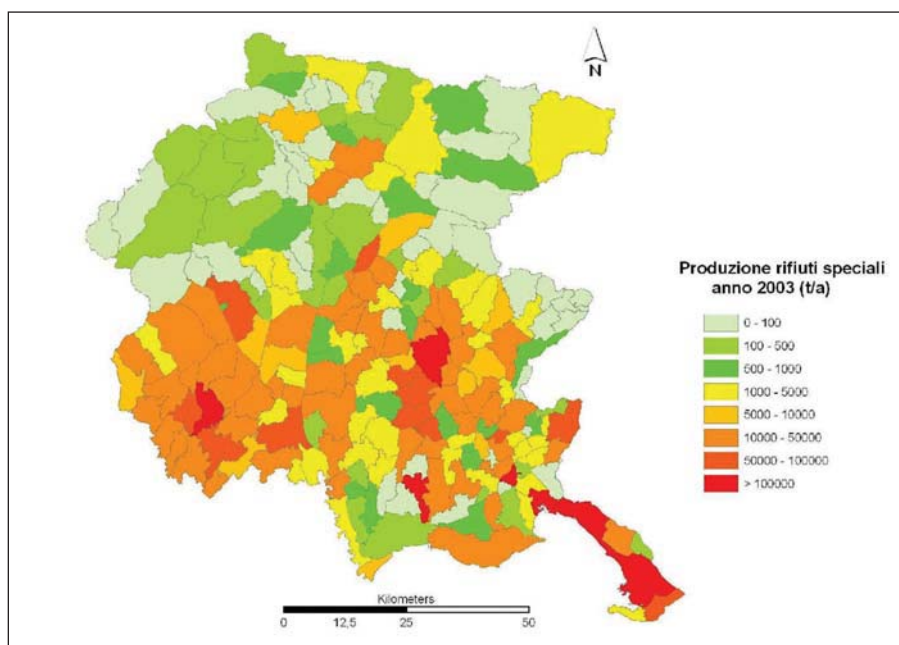 N
Produzione rifiuti speciali
anno 2003 (t/a)
0 - 100
100 - 500
500 - 1000
1000 - 5000
5000 - 10000
10000 - 50000
50000 - 100000
> 100000
Kilometers
0 12,5 25 50